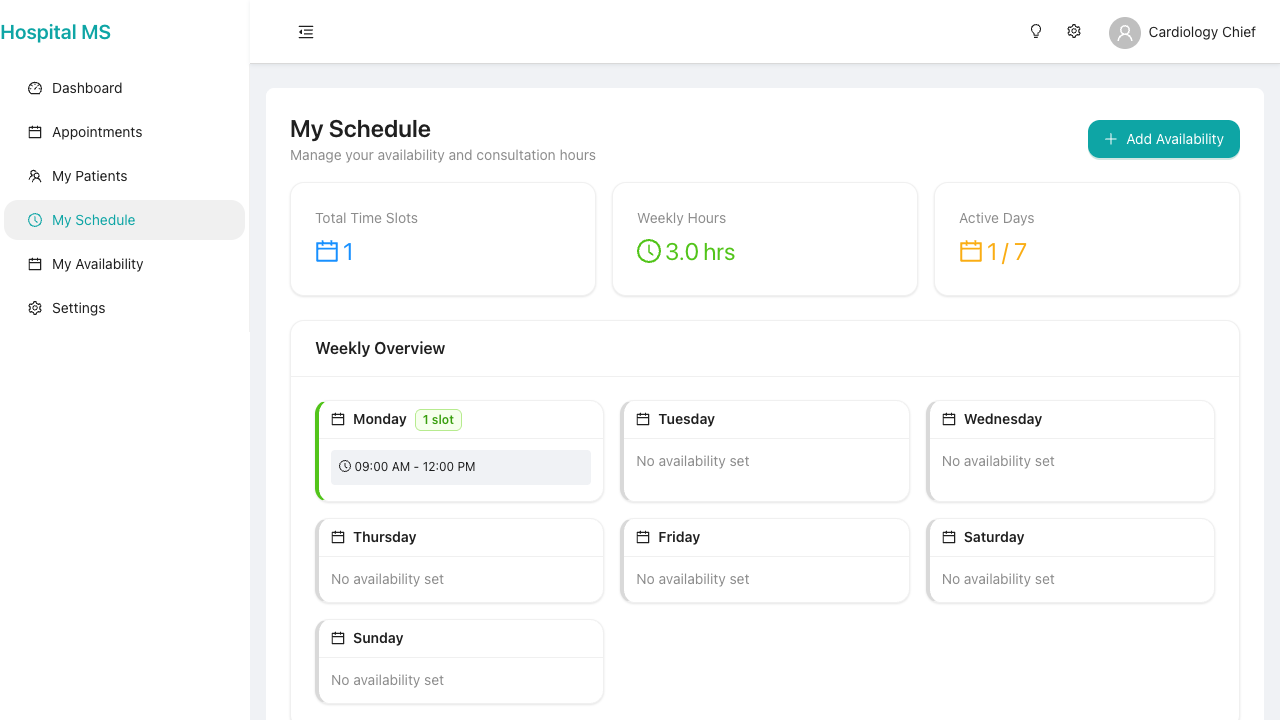 Hospital MS
Cardiology Chief
Dashboard
Appointments
My Patients
My Schedule
My Availability
Settings
My Schedule
Manage your availability and consultation hours
Add Availability
Total Time Slots
1
Weekly Hours
3.0 hrs
Active Days
1 / 7
Weekly Overview
Monday 1 slot
09:00 AM - 12:00 PM
Tuesday
No availability set
Wednesday
No availability set
Thursday
No availability set
Friday
No availability set
Saturday
No availability set
Sunday
No availability set